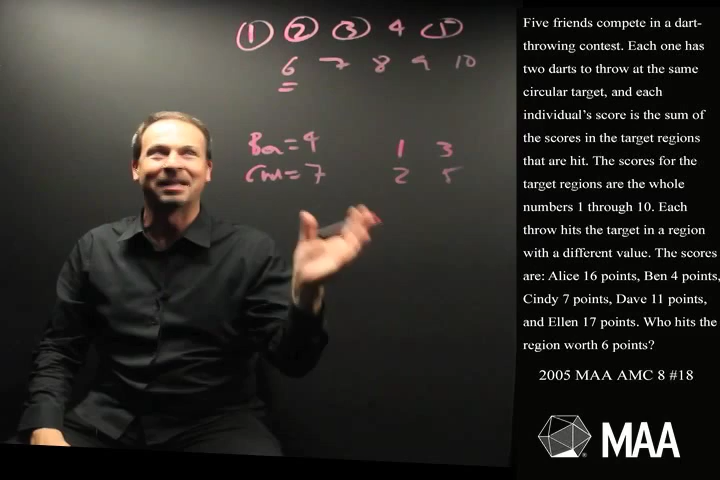 1 2 3 4 5
6 7 8 9 10
Ben = 4 1 3
Cin = 7 2 5
Five friends compete in a dart-
throwing contest. Each one has
two darts to throw at the same
circular target, and each
individual's score is the sum of
the scores in the target regions
that are hit. The scores for the
target regions are the whole
numbers 1 through 10. Each
throw hits the target in a region
with a different value. The scores
are: Alice 16 points, Ben 4 points,
Cindy 7 points, Dave 11 points,
and Ellen 17 points. Who hits the
region worth 6 points?
2005 MAA AMC 8 #18
MAA